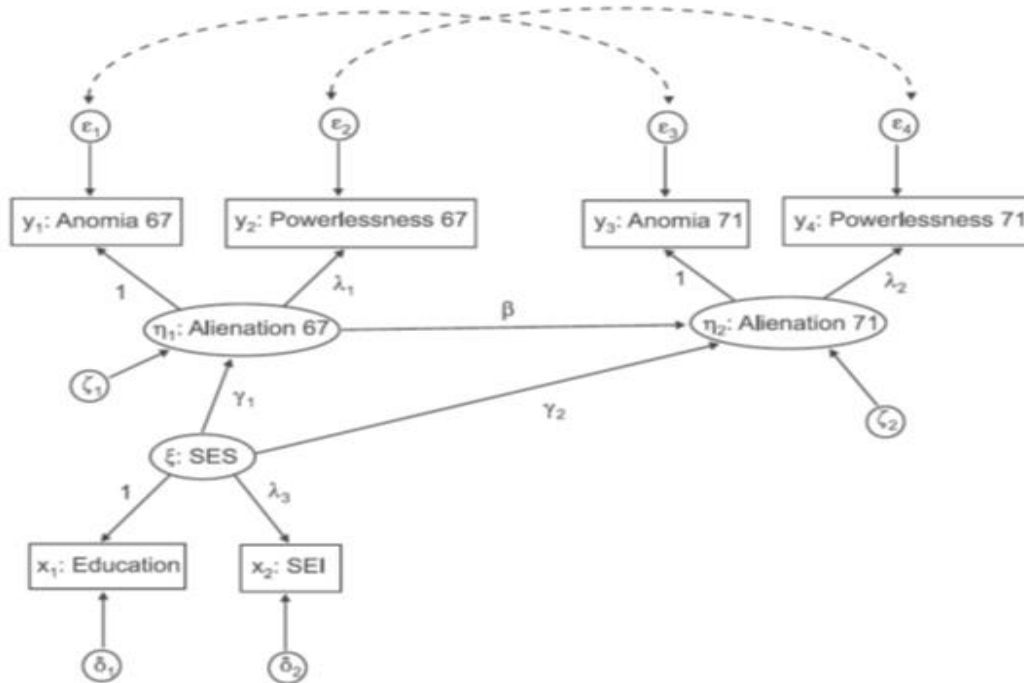 ε₁
ε₂
ε₃
ε₄
y₁: Anomia 67
y₂: Powerlessness 67
y₃: Anomia 71
y₄: Powerlessness 71
1
λ₁
1
λ₂
η₁: Alienation 67
β
η₂: Alienation 71
ζ₁
γ₁
γ₂
ζ₂
ξ: SES
1
λ₃
x₁: Education
x₂: SEI
δ₁
δ₂